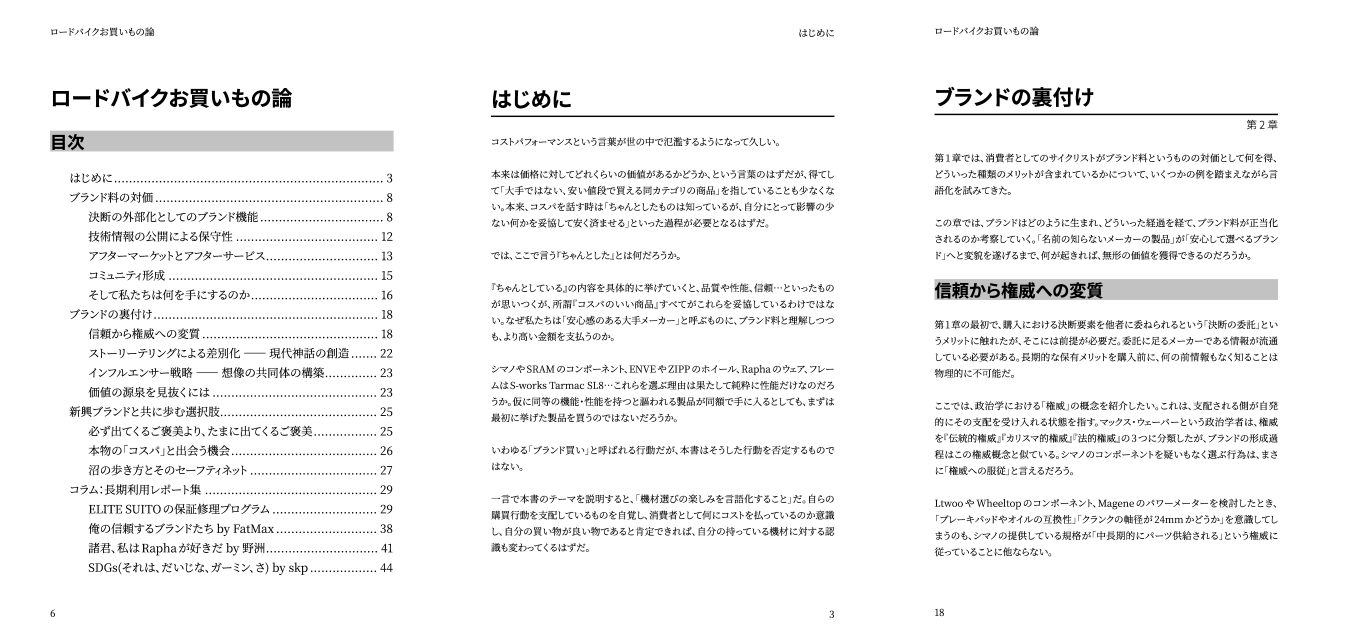 ロードバイクお買いもの論
ロードバイクお買いもの論
目次
はじめに 3
ブランド料の対価 8
決断の外部化としてのブランド機能 8
技術情報の公開による保守性 12
アフターマーケットとアフターサービス 13
コミュニティ形成 15
そして私たちは何を手にするのか 16
ブランドの裏付け 18
信頼から権威への変質 18
ストーリーテリングによる差別化 ―― 現代神話の創造 22
インフルエンサー戦略 ―― 想像の共同体の構築 23
価値の源泉を見抜くには 23
新興ブランドと共に歩む選択肢 25
必ず出てくるご褒美より、たまに出てくるご褒美 25
本物の「コスパ」と出会う機会 26
沼の歩き方とそのセーフティネット 27
コラム:長期利用レポート集 29
ELITE SUITOの保証修理プログラム 29
俺の信頼するブランドたち by FatMax 38
諸君、私はRaphaが好きだ by 野洲 41
SDGs(それは、だいじな、ガーミン、さ) by skp 44
6
はじめに
はじめに
コストパフォーマンスという言葉が世の中で氾濫するようになって久しい。
本来は価格に対してどれくらいの価値があるかどうか、という言葉のはずだが、得てし
て「大手ではない、安い値段で買える同カテゴリの商品」を指していることも少なくな
い。本来、コスパを話す時は「ちゃんとしたものは知っているが、自分にとって影響の少
ない何かを妥協して安く済ませる」といった過程が必要となるはずだ。
では、ここで言う『ちゃんとした』とは何だろうか。
『ちゃんとしている』の内容を具体的に挙げていくと、品質や性能、信頼…といったもの
が思いつくが、所謂『コスパのいい商品』すべてがこれらを妥協しているわけではな
い。なぜ私たちは「安心感のある大手メーカー」と呼ぶものに、ブランド料と理解しつつ
も、より高い金額を支払うのか。
シマノやSRAMのコンポーネント、ENVEやZIPPのホイール、Raphaのウェア、フレー
ムはS-works Tarmac SL8…これらを選ぶ理由は果たして純粋に性能だけなのだろ
うか。仮に同等の機能・性能を持つと謳われる製品が同額で手に入るとしても、まずは
最初に挙げた製品を買うのではないだろうか。
いわゆる「ブランド買い」と呼ばれる行動だが、本書はそうした行動を否定するもので
はない。
一言で本書のテーマを説明すると、「機材選びの楽しみを言語化すること」だ。自らの
購買行動を支配しているものを自覚し、消費者として何にコストを払っているのか意識
し、自分の買い物が良い物であると肯定できれば、自分の持っている機材に対する認
識も変わってくるはずだ。
3
ロードバイクお買いもの論
ブランドの裏付け
第2章
第1章では、消費者としてのサイクリストがブランド料というものの対価として何を得、
どういった種類のメリットが含まれているかについて、いくつかの例を踏まえながら言
語化を試みてきた。
この章では、ブランドはどのように生まれ、どういった経過を経て、ブランド料が正当化
されるのか考察していく。「名前の知らないメーカーの製品」が「安心して選べるブラン
ド」へと変貌を遂げるまで、何が起きれば、無形の価値を獲得できるのだろうか。
信頼から権威への変質
第1章の最初で、購入における決断要素を他者に委ねられるという「決断の委託」とい
うメリットに触れたが、そこには前提が必要だ。委託に足るメーカーである情報が流通
している必要がある。長期的な保有メリットを購入前に、何の前情報もなく知ることは
物理的に不可能だ。
ここでは、政治学における「権威」の概念を紹介したい。これは、支配される側が自発
的にその支配を受け入れる状態を指す。マックス・ウェーバーという政治学者は、権威
を『伝統的権威』『カリスマ的権威』『法的権威』の3つに分類したが、ブランドの形成過
程はこの権威概念と似ている。シマノのコンポーネントを疑いもなく選ぶ行為は、まさ
に「権威への服従」と言えるだろう。
LtwooやWheeltopのコンポーネント、Mageneのパワーメーターを検討したとき、
「ブレーキパッドやオイルの互換性」「クランクの軸径が24mmかどうか」を意識してし
まうのも、シマノの提供している規格が「中長期的にパーツ供給される」という権威に
従っていることに他ならない。
18